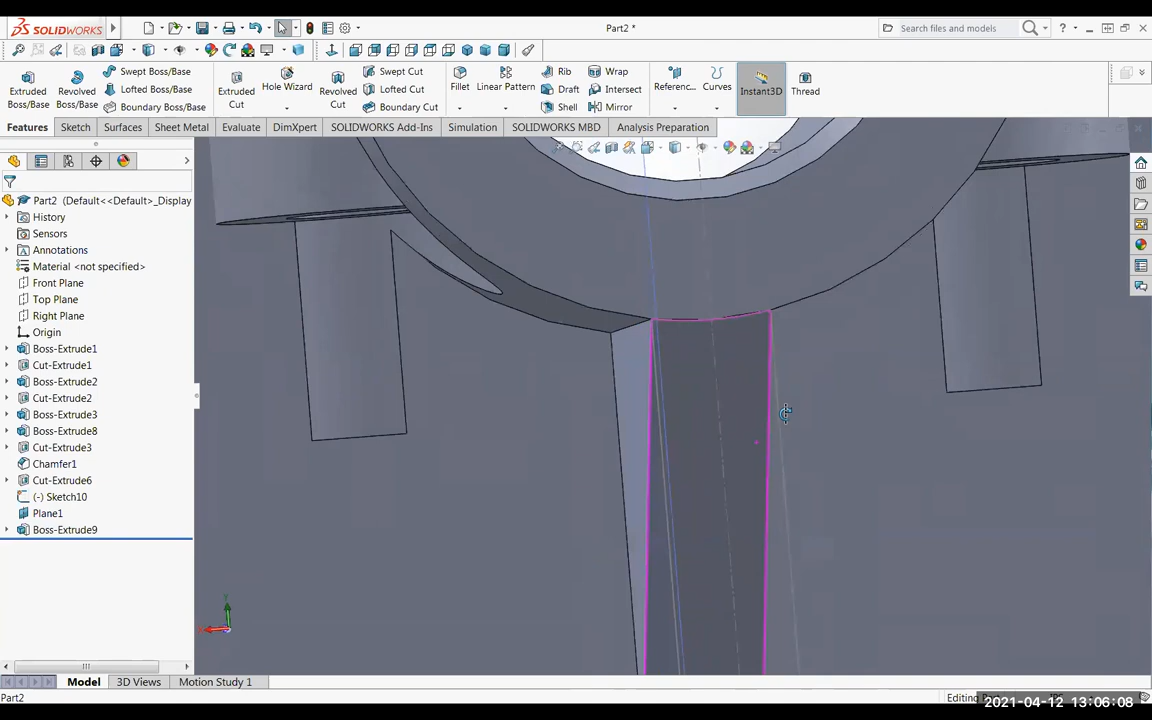 SOLIDWORKS
Part2 *
Search files and models
Extruded Boss/Base
Revolved Boss/Base
Swept Boss/Base
Lofted Boss/Base
Boundary Boss/Base
Extruded Cut
Hole Wizard
Revolved Cut
Swept Cut
Lofted Cut
Boundary Cut
Fillet
Linear Pattern
Rib
Draft
Shell
Wrap
Intersect
Mirror
Referenc...
Curves
Instant3D
Thread
Features
Sketch
Surfaces
Sheet Metal
Evaluate
DimXpert
SOLIDWORKS Add-Ins
Simulation
SOLIDWORKS MBD
Analysis Preparation
Part2 (Default<<Default>_Display
History
Sensors
Annotations
Material <not specified>
Front Plane
Top Plane
Right Plane
Origin
Boss-Extrude1
Cut-Extrude1
Boss-Extrude2
Cut-Extrude2
Boss-Extrude3
Boss-Extrude8
Cut-Extrude3
Chamfer1
Cut-Extrude6
(-) Sketch10
Plane1
Boss-Extrude9
Y
Model
3D Views
Motion Study 1
Part2
Editing
2021-04-12 13:06:08